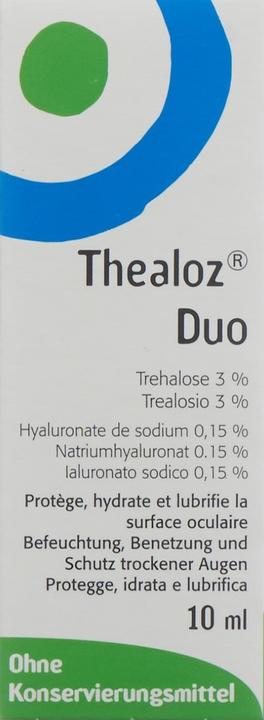 Thealoz®
Duo
Trehalose 3 %
Trealosio 3 %
Hyaluronate de sodium 0,15 %
Natriumhyaluronat 0.15 %
Ialuronato sodico 0,15 %
Protège, hydrate et lubrifie la
surface oculaire
Befeuchtung, Benetzung und
Schutz trockener Augen
Protegge, idrata e lubrifica
10 ml
Ohne
Konservierungsmittel